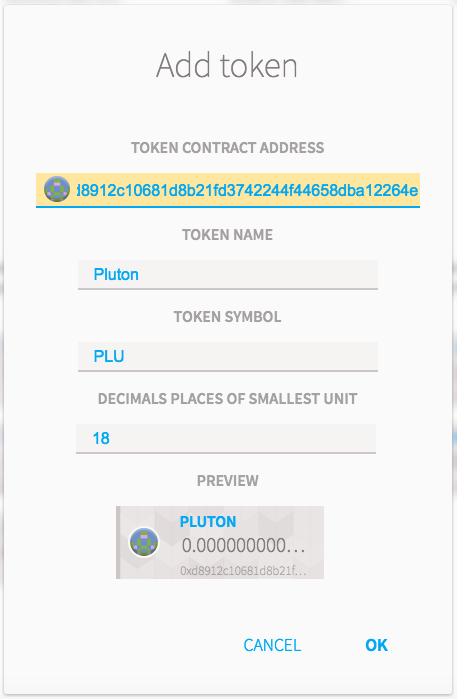 Add token
TOKEN CONTRACT ADDRESS
d8912c10681d8b21fd3742244f44658dba12264e
TOKEN NAME
Pluton
TOKEN SYMBOL
PLU
DECIMALS PLACES OF SMALLEST UNIT
18
PREVIEW
PLUTON
0.000000000…
0xd8912c10681d8b21f…
CANCEL OK